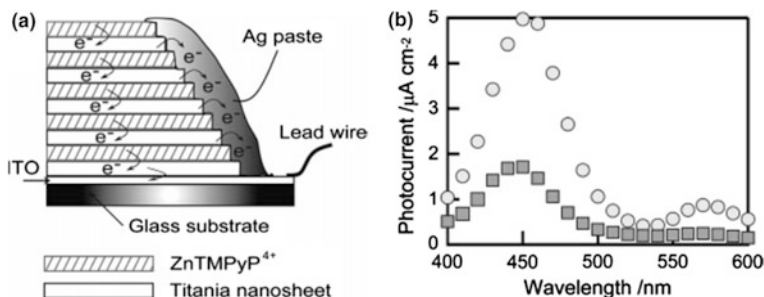 (a)
e⁻
e⁻
Ag paste
e⁻
e⁻
e⁻
e⁻
e⁻
e⁻
Lead wire
e⁻
e⁻
ITO
Glass substrate
ZnTMPyP⁴⁺
Titania nanosheet
(b)
Photocurrent /μA cm⁻²
5
4
3
2
1
0
400
450
500
550
600
Wavelength /nm